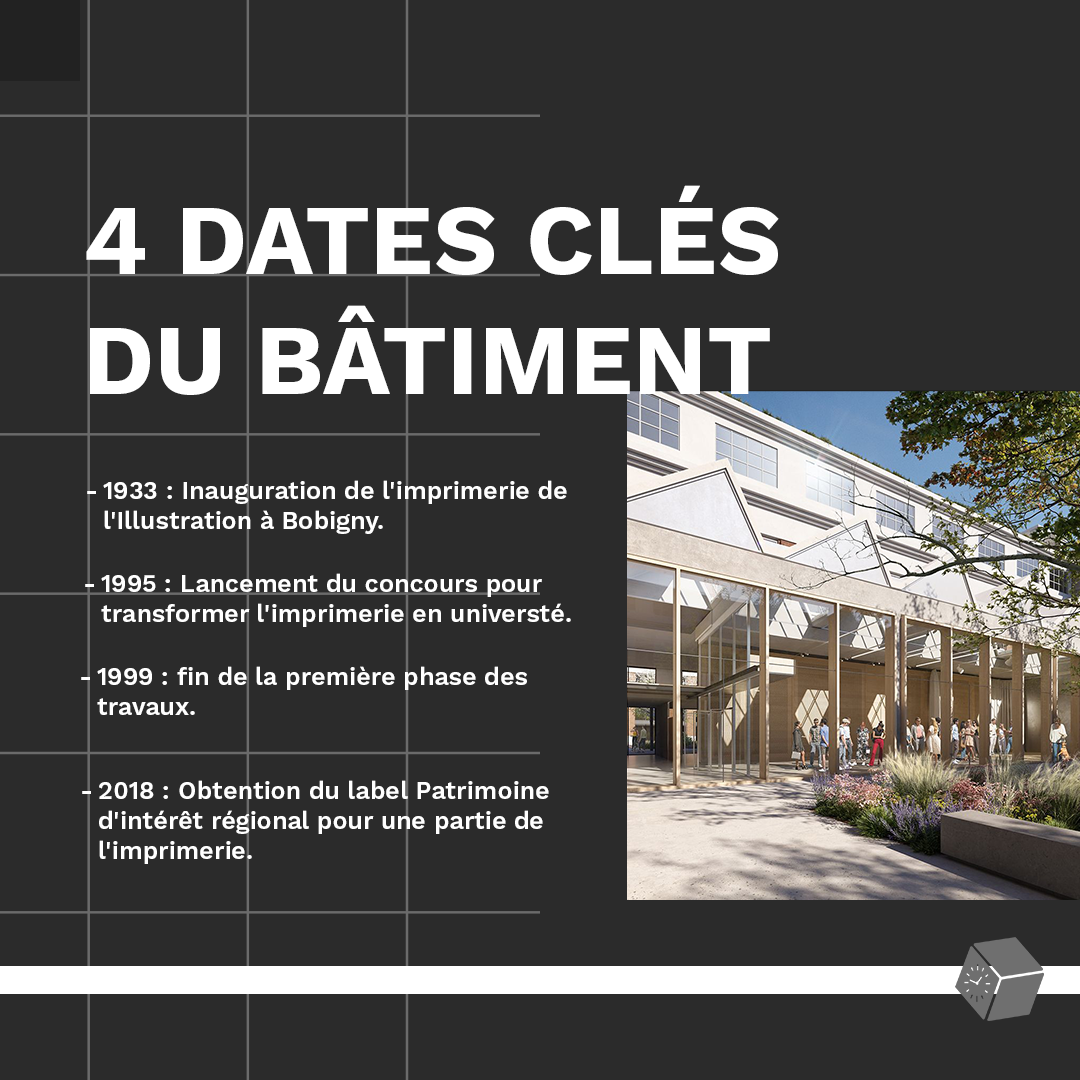 4 DATES CLÉS
DU BÂTIMENT
- 1933 : Inauguration de l'imprimerie de
l'Illustration à Bobigny.
- 1995 : Lancement du concours pour
transformer l'imprimerie en universté.
- 1999 : fin de la première phase des
travaux.
- 2018 : Obtention du label Patrimoine
d'intérêt régional pour une partie de
l'imprimerie.